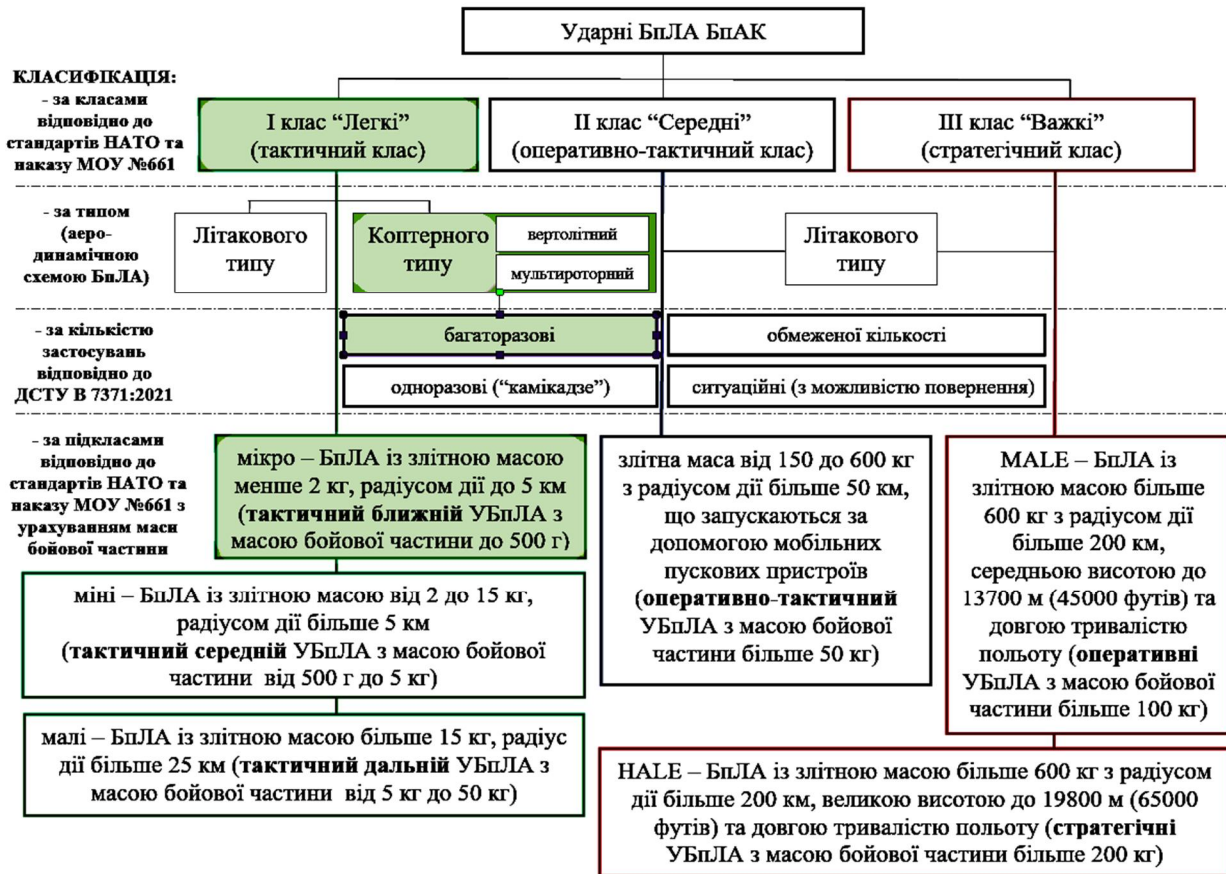 Ударні БпЛА БпАК
КЛАСИФІКАЦІЯ:
- за класами
відповідно до
стандартів НАТО та
наказу МОУ №661
І клас “Легкі”
(тактичний клас)
ІІ клас “Середні”
(оперативно-тактичний клас)
ІІІ клас “Важкі”
(стратегічний клас)
- за типом
(аеро-
динамічною
схемою БпЛА)
Літакового
типу
Коптерного
типу
вертолітний
мультироторний
Літакового
типу
- за кількістю
застосувань
відповідно до
ДСТУ В 7371:2021
багаторазові
обмеженої кількості
одноразові (“камікадзе”)
ситуаційні (з можливістю повернення)
- за підкласами
відповідно до
стандартів НАТО та
наказу МОУ №661 з
урахуванням маси
бойової частини
мікро – БпЛА із злітною масою
менше 2 кг, радіусом дії до 5 км
(тактичний ближній УБпЛА з
масою бойової частини до 500 г)
міні – БпЛА із злітною масою від 2 до 15 кг,
радіусом дії більше 5 км
(тактичний середній УБпЛА з масою бойової
частини від 500 г до 5 кг)
малі – БпЛА із злітною масою більше 15 кг, радіус
дії більше 25 км (тактичний дальній УБпЛА з
масою бойової частини від 5 кг до 50 кг)
злітна маса від 150 до 600 кг
з радіусом дії більше 50 км,
що запускаються за
допомогою мобільних
пускових пристроїв
(оперативно-тактичний
УБпЛА з масою бойової
частини більше 50 кг)
MALE – БпЛА із
злітною масою більше
600 кг з радіусом дії
більше 200 км,
середньою висотою до
13700 м (45000 футів) та
довгою тривалістю
польоту (оперативні
УБпЛА з масою бойової
частини більше 100 кг)
HALE – БпЛА із злітною масою більше 600 кг з радіусом
дії більше 200 км, великою висотою до 19800 м (65000
футів) та довгою тривалістю польоту (стратегічні
УБпЛА з масою бойової частини більше 200 кг)